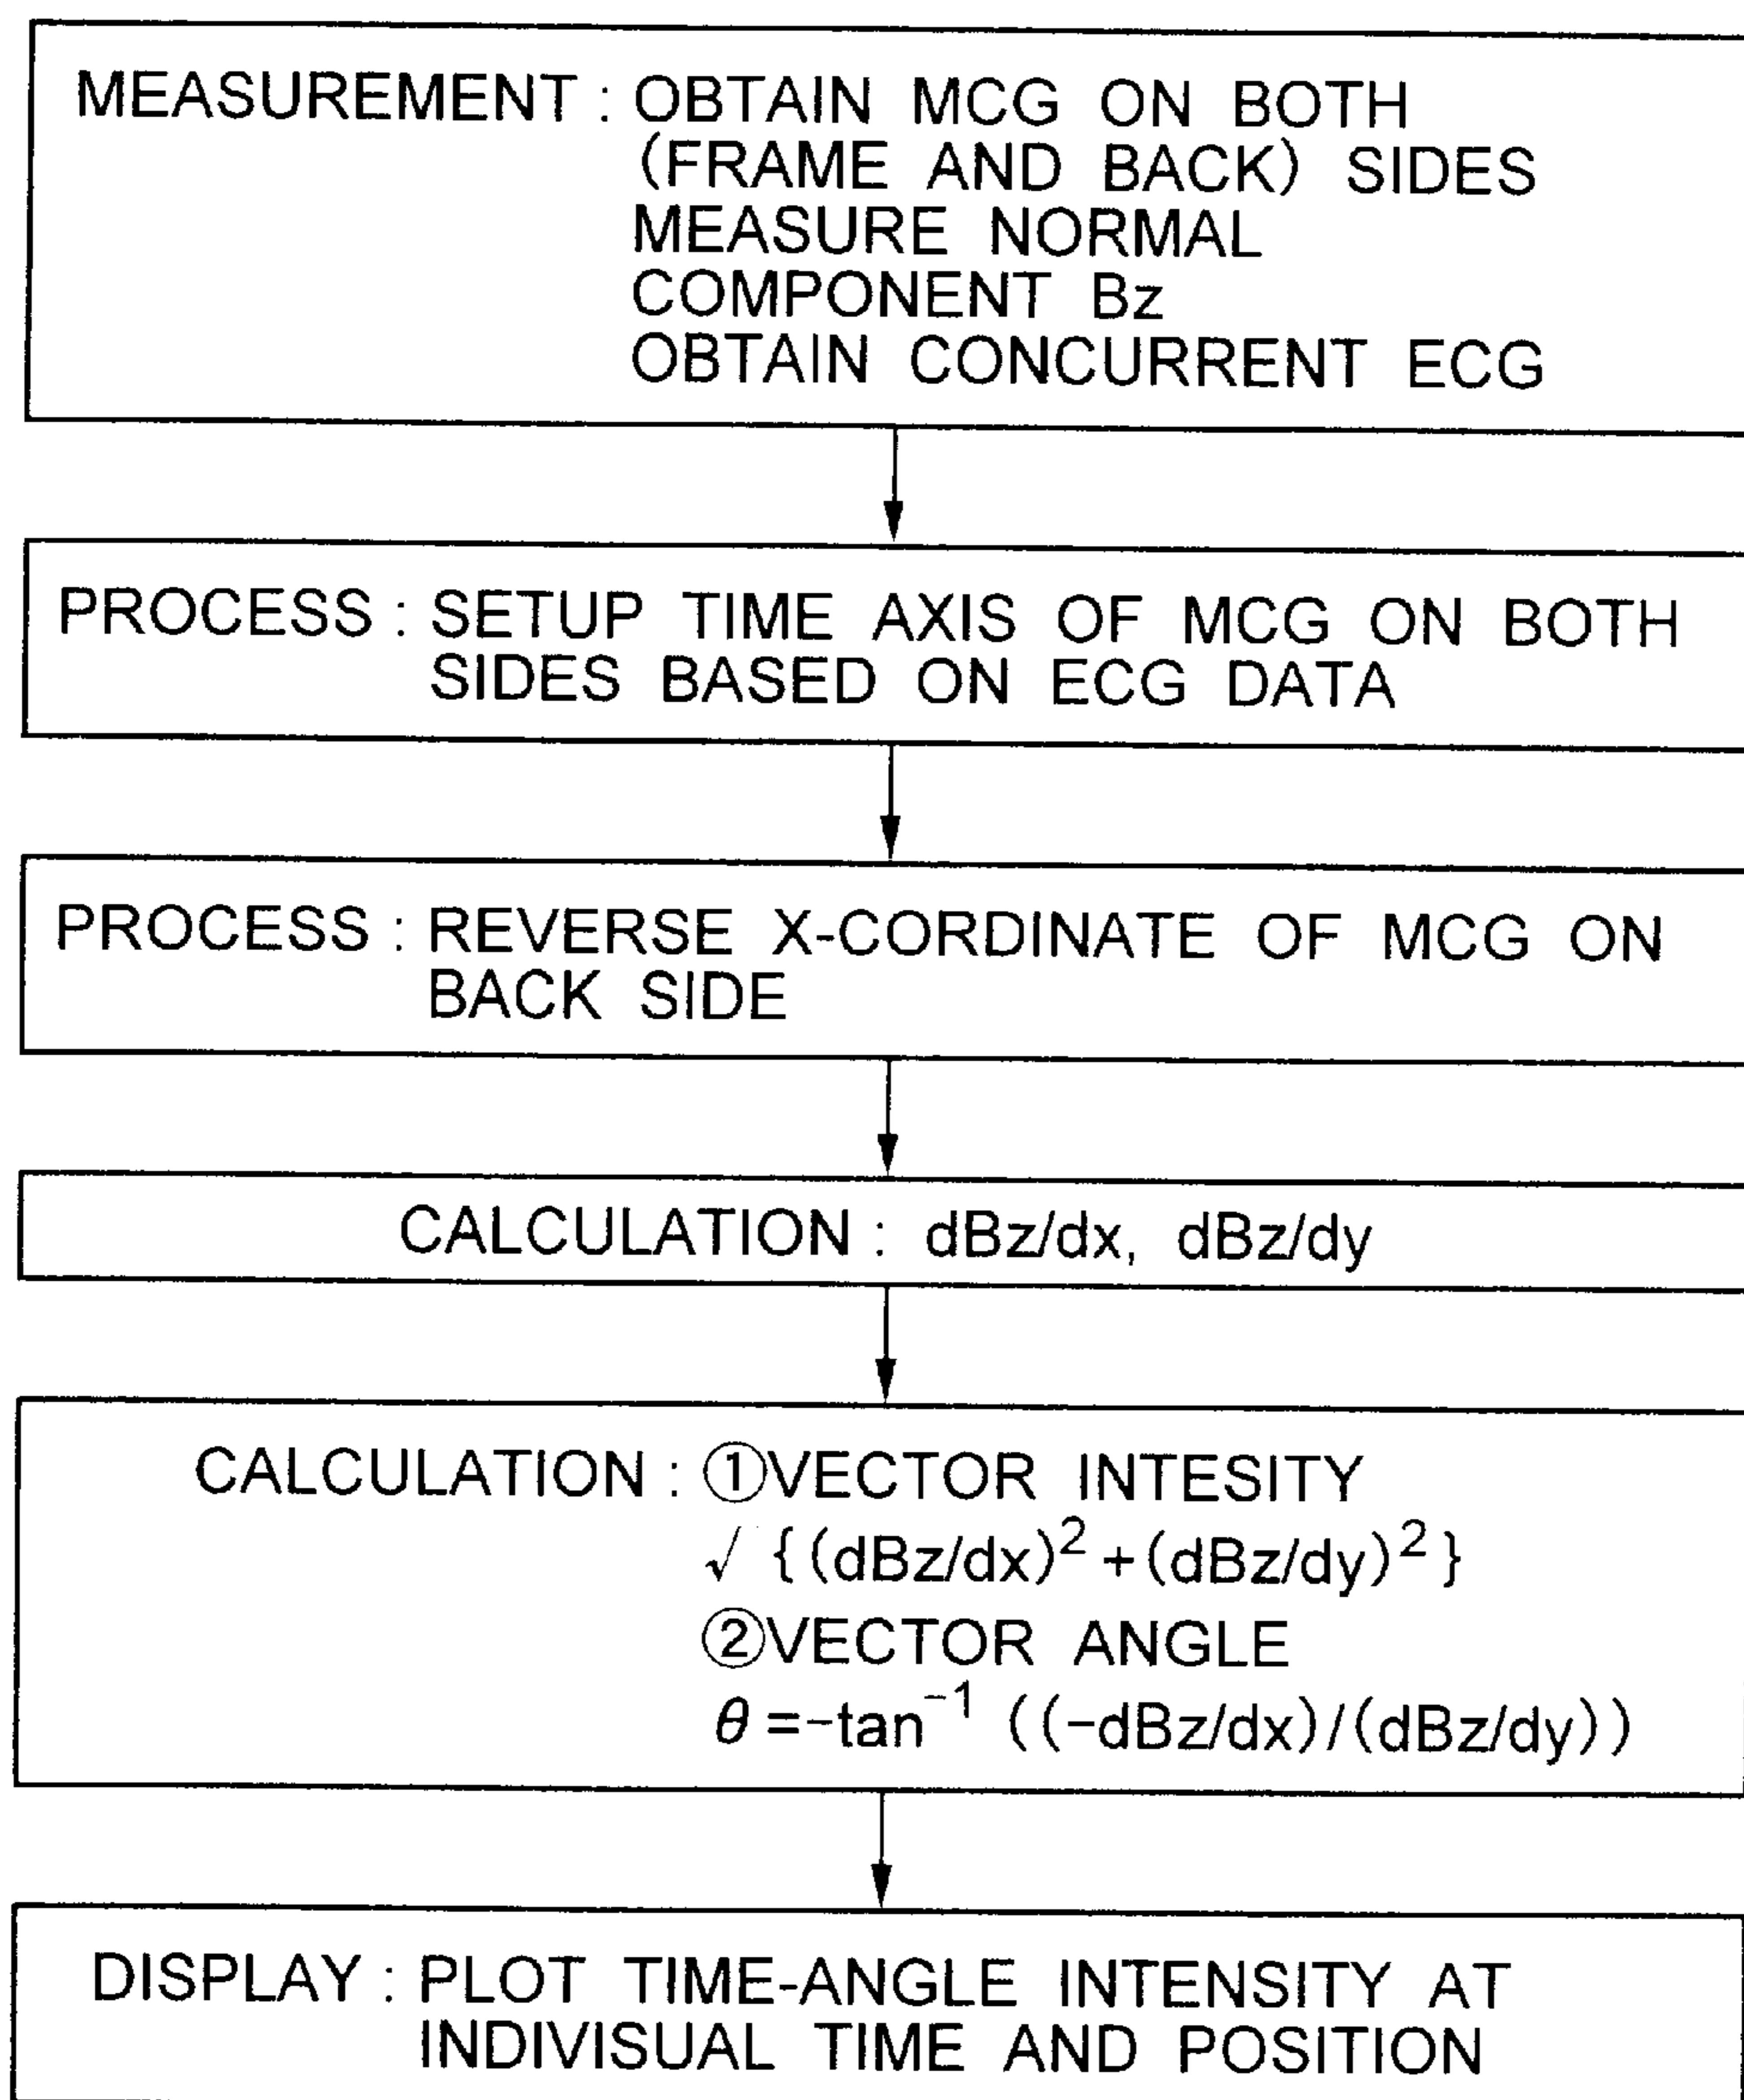 MEASUREMENT : OBTAIN MCG ON BOTH
(FRAME AND BACK) SIDES
MEASURE NORMAL
COMPONENT Bz
OBTAIN CONCURRENT ECG
PROCESS : SETUP TIME AXIS OF MCG ON BOTH
SIDES BASED ON ECG DATA
PROCESS : REVERSE X-CORDINATE OF MCG ON
BACK SIDE
CALCULATION : dBz/dx, dBz/dy
CALCULATION : ①VECTOR INTESITY
√ {(dBz/dx)² + (dBz/dy)²}
②VECTOR ANGLE
θ =−tan⁻¹ ((−dBz/dx)/(dBz/dy))
DISPLAY : PLOT TIME-ANGLE INTENSITY AT
INDIVISUAL TIME AND POSITION